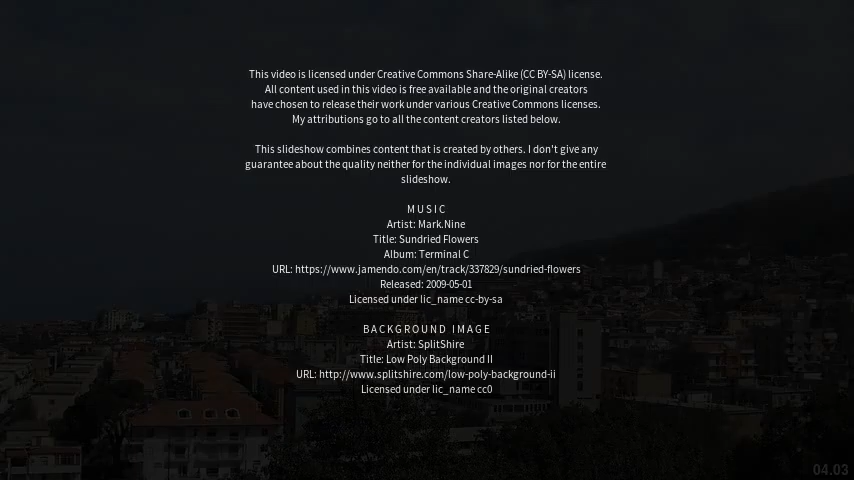 This video is licensed under Creative Commons Share-Alike (CC BY-SA) license.
All content used in this video is free available and the original creators
have chosen to release their work under various Creative Commons licenses.
My attributions go to all the content creators listed below.
This slideshow combines content that is created by others. I don't give any
guarantee about the quality neither for the individual images nor for the entire
slideshow.
MUSIC
Artist: Mark.Nine
Title: Sundried Flowers
Album: Terminal C
URL: https://www.jamendo.com/en/track/337829/sundried-flowers
Released: 2009-05-01
Licensed under lic_name cc-by-sa
BACKGROUND IMAGE
Artist: SplitShire
Title: Low Poly Background II
URL: http://www.splitshire.com/low-poly-background-ii
Licensed under lic_name cc0
04.03